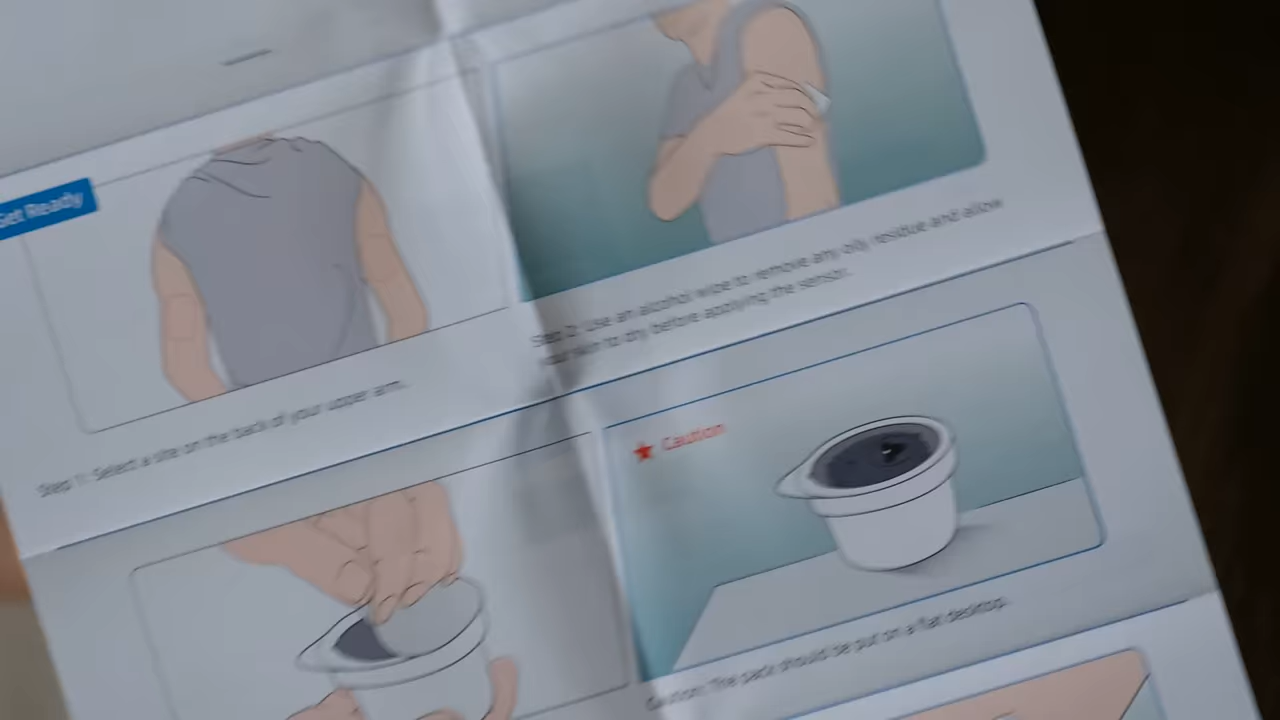 Get Ready
Step 1: Select a site on the back of your upper arm.
Step 2: Use an alcohol wipe to remove any oily residue and allow
your skin to dry before applying the sensor.
Caution
Caution: The pack should be put on a flat desktop.